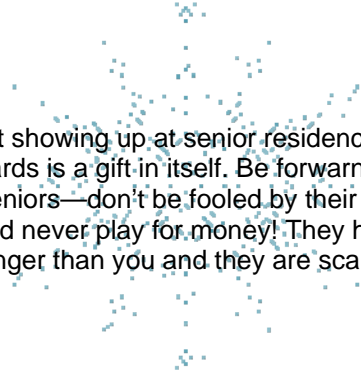 t showing up at senior residenc
ards is a gift in itself. Be forwarn
eniors—don't be fooled by their
d never play for money! They h
nger than you and they are sca